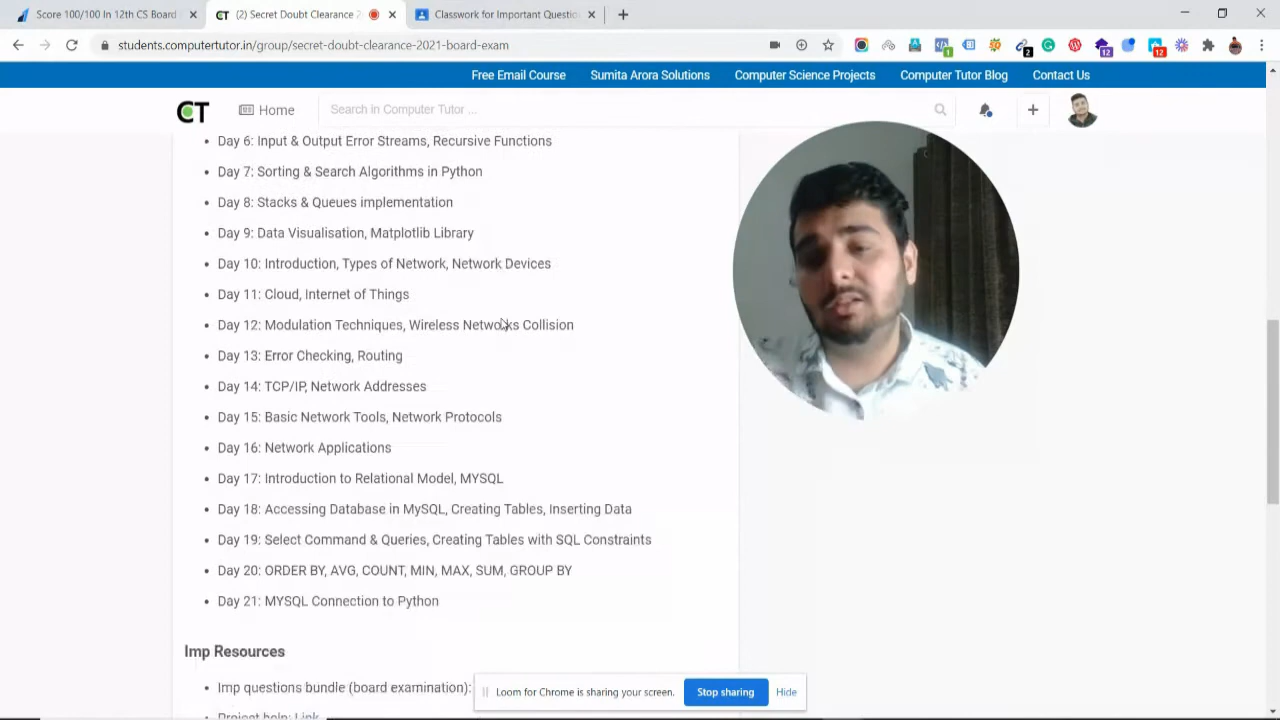 Score 100/100 In 12th CS Board
CT (2) Secret Doubt Clearance 2
Classwork for Important Questio
students.computertutor.in/group/secret-doubt-clearance-2021-board-exam
1
2
12
12
Free Email Course Sumita Arora Solutions Computer Science Projects Computer Tutor Blog Contact Us
CT Home Search in Computer Tutor ...
Day 6: Input & Output Error Streams, Recursive Functions
Day 7: Sorting & Search Algorithms in Python
Day 8: Stacks & Queues implementation
Day 9: Data Visualisation, Matplotlib Library
Day 10: Introduction, Types of Network, Network Devices
Day 11: Cloud, Internet of Things
Day 12: Modulation Techniques, Wireless Networks Collision
Day 13: Error Checking, Routing
Day 14: TCP/IP, Network Addresses
Day 15: Basic Network Tools, Network Protocols
Day 16: Network Applications
Day 17: Introduction to Relational Model, MYSQL
Day 18: Accessing Database in MySQL, Creating Tables, Inserting Data
Day 19: Select Command & Queries, Creating Tables with SQL Constraints
Day 20: ORDER BY, AVG, COUNT, MIN, MAX, SUM, GROUP BY
Day 21: MYSQL Connection to Python
Imp Resources
Imp questions bundle (board examination):
Loom for Chrome is sharing your screen. Stop sharing Hide
Project help: Link